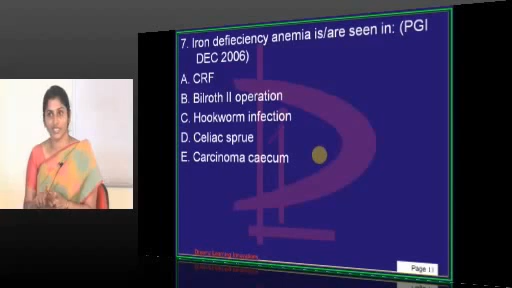 7. Iron defieciency anemia is/are seen in: (PGI
DEC 2006)
A. CRF
B. Bilroth II operation
C. Hookworm infection
D. Celiac sprue
E. Carcinoma caecum
Page 11